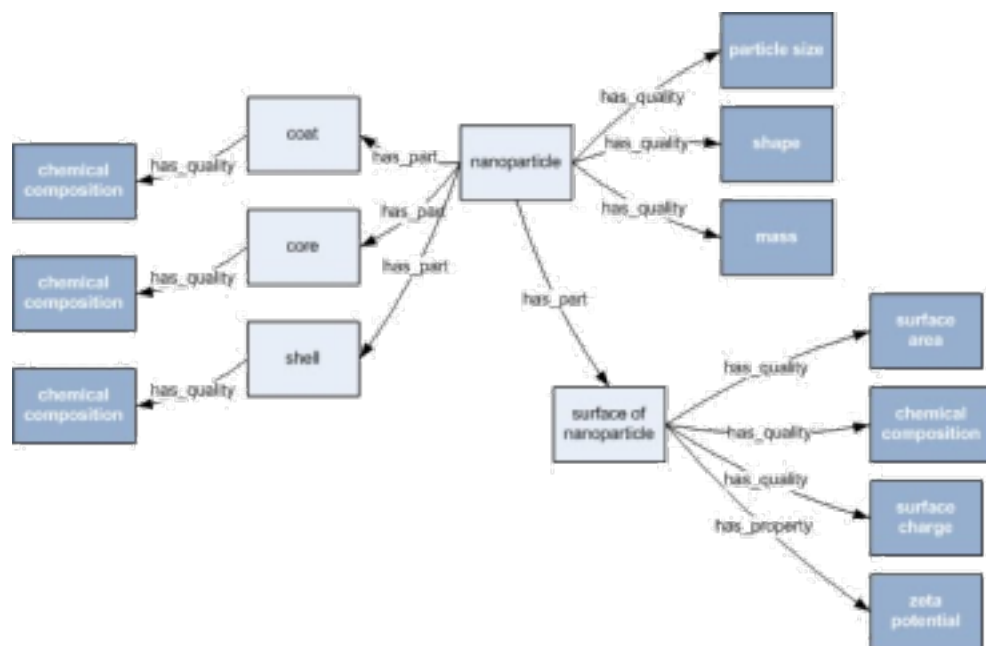 particle size
has_quality
coat
has_part
nanoparticle
has_quality
shape
chemical
composition
has_quality
has_quality
mass
core
has_part
has_part
chemical
composition
has_quality
has_part
surface
area
shell
has_quality
chemical
composition
has_quality
surface of
nanoparticle
has_quality
chemical
composition
has_quality
surface
charge
has_property
zeta
potential